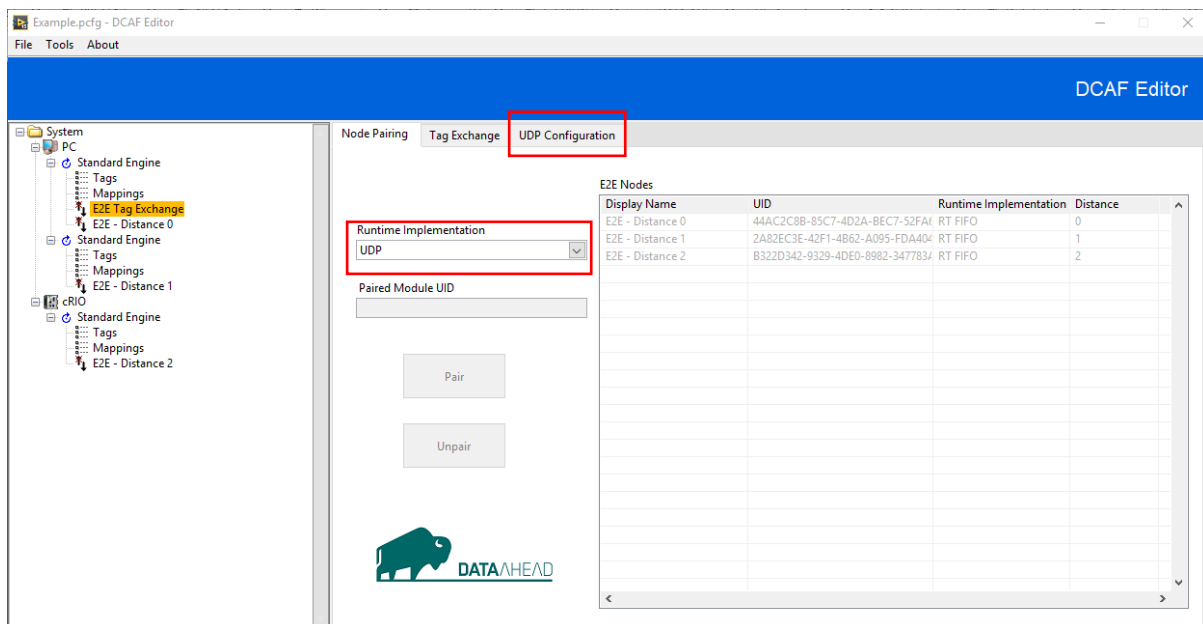 Example.pcfg - DCAF Editor
File Tools About
DCAF Editor
System
PC
Standard Engine
Tags
Mappings
E2E Tag Exchange
E2E - Distance 0
Standard Engine
Tags
Mappings
E2E - Distance 1
cRIO
Standard Engine
Tags
Mappings
E2E - Distance 2
Node Pairing Tag Exchange UDP Configuration
Runtime Implementation
UDP
Paired Module UID
Pair
Unpair
DATAAHEAD
E2E Nodes
Display Name UID Runtime Implementation Distance
E2E - Distance 0 44AC2C8B-85C7-4D2A-BEC7-52FA6 RT FIFO 0
E2E - Distance 1 2A82EC3E-42F1-4B62-A095-FDA404 RT FIFO 1
E2E - Distance 2 B322D342-9329-4DE0-8982-347783A RT FIFO 2